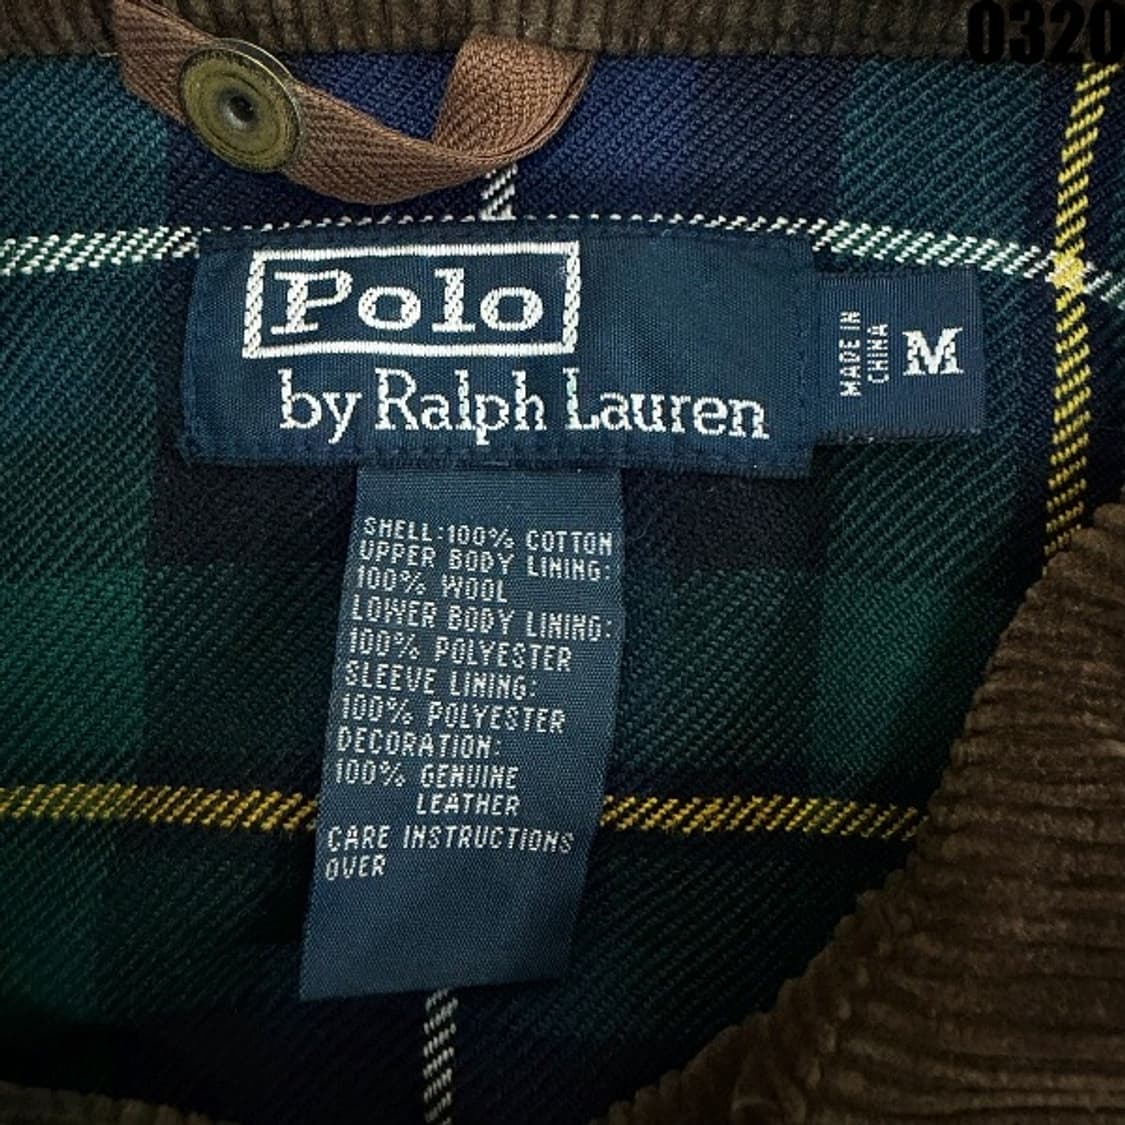 0320
Polo
by Ralph Lauren
MADE IN
CHINA
M
SHELL:100% COTTON
UPPER BODY LINING:
100% WOOL
LOWER BODY LINING:
100% POLYESTER
SLEEVE LINING:
100% POLYESTER
DECORATION:
100% GENUINE
LEATHER
CARE INSTRUCTIONS
OVER